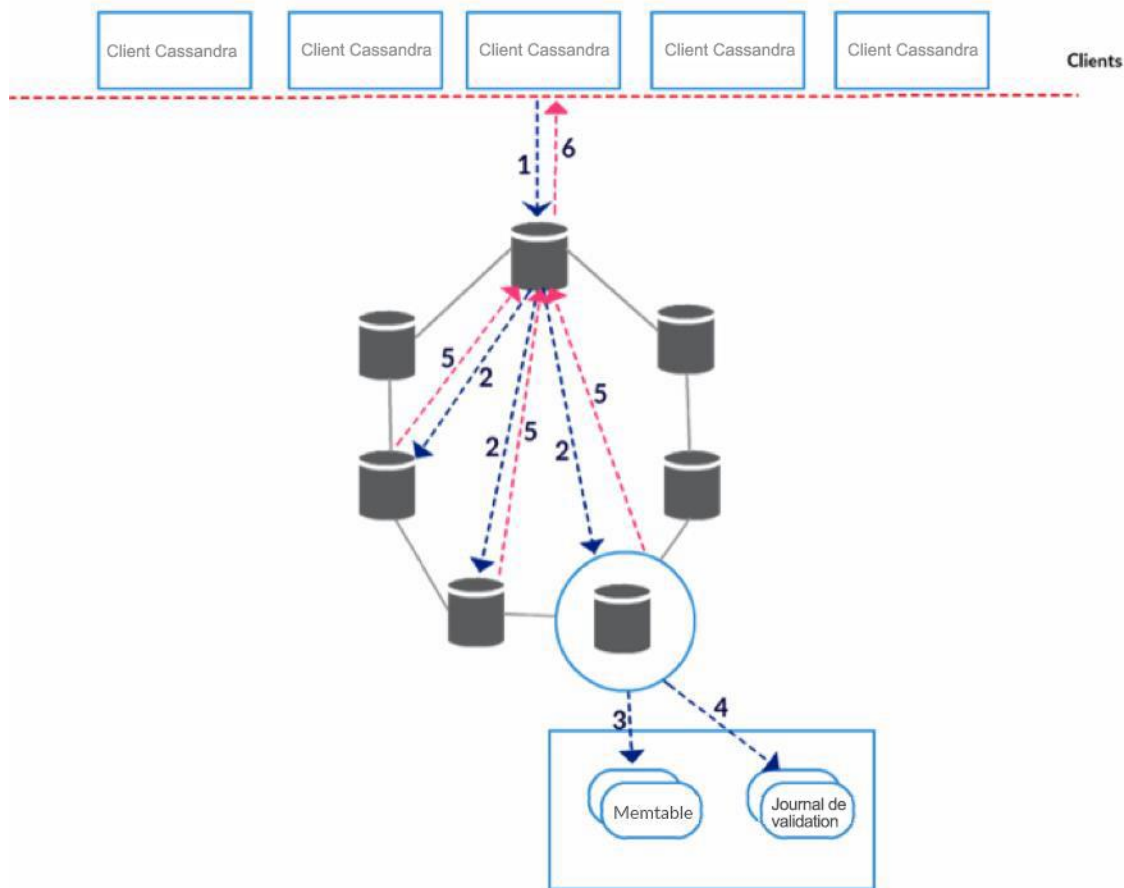 Client Cassandra
Client Cassandra
Client Cassandra
Client Cassandra
Client Cassandra
Clients
1
6
5
2
5
2
5
2
3
4
Memtable
Journal de
validation